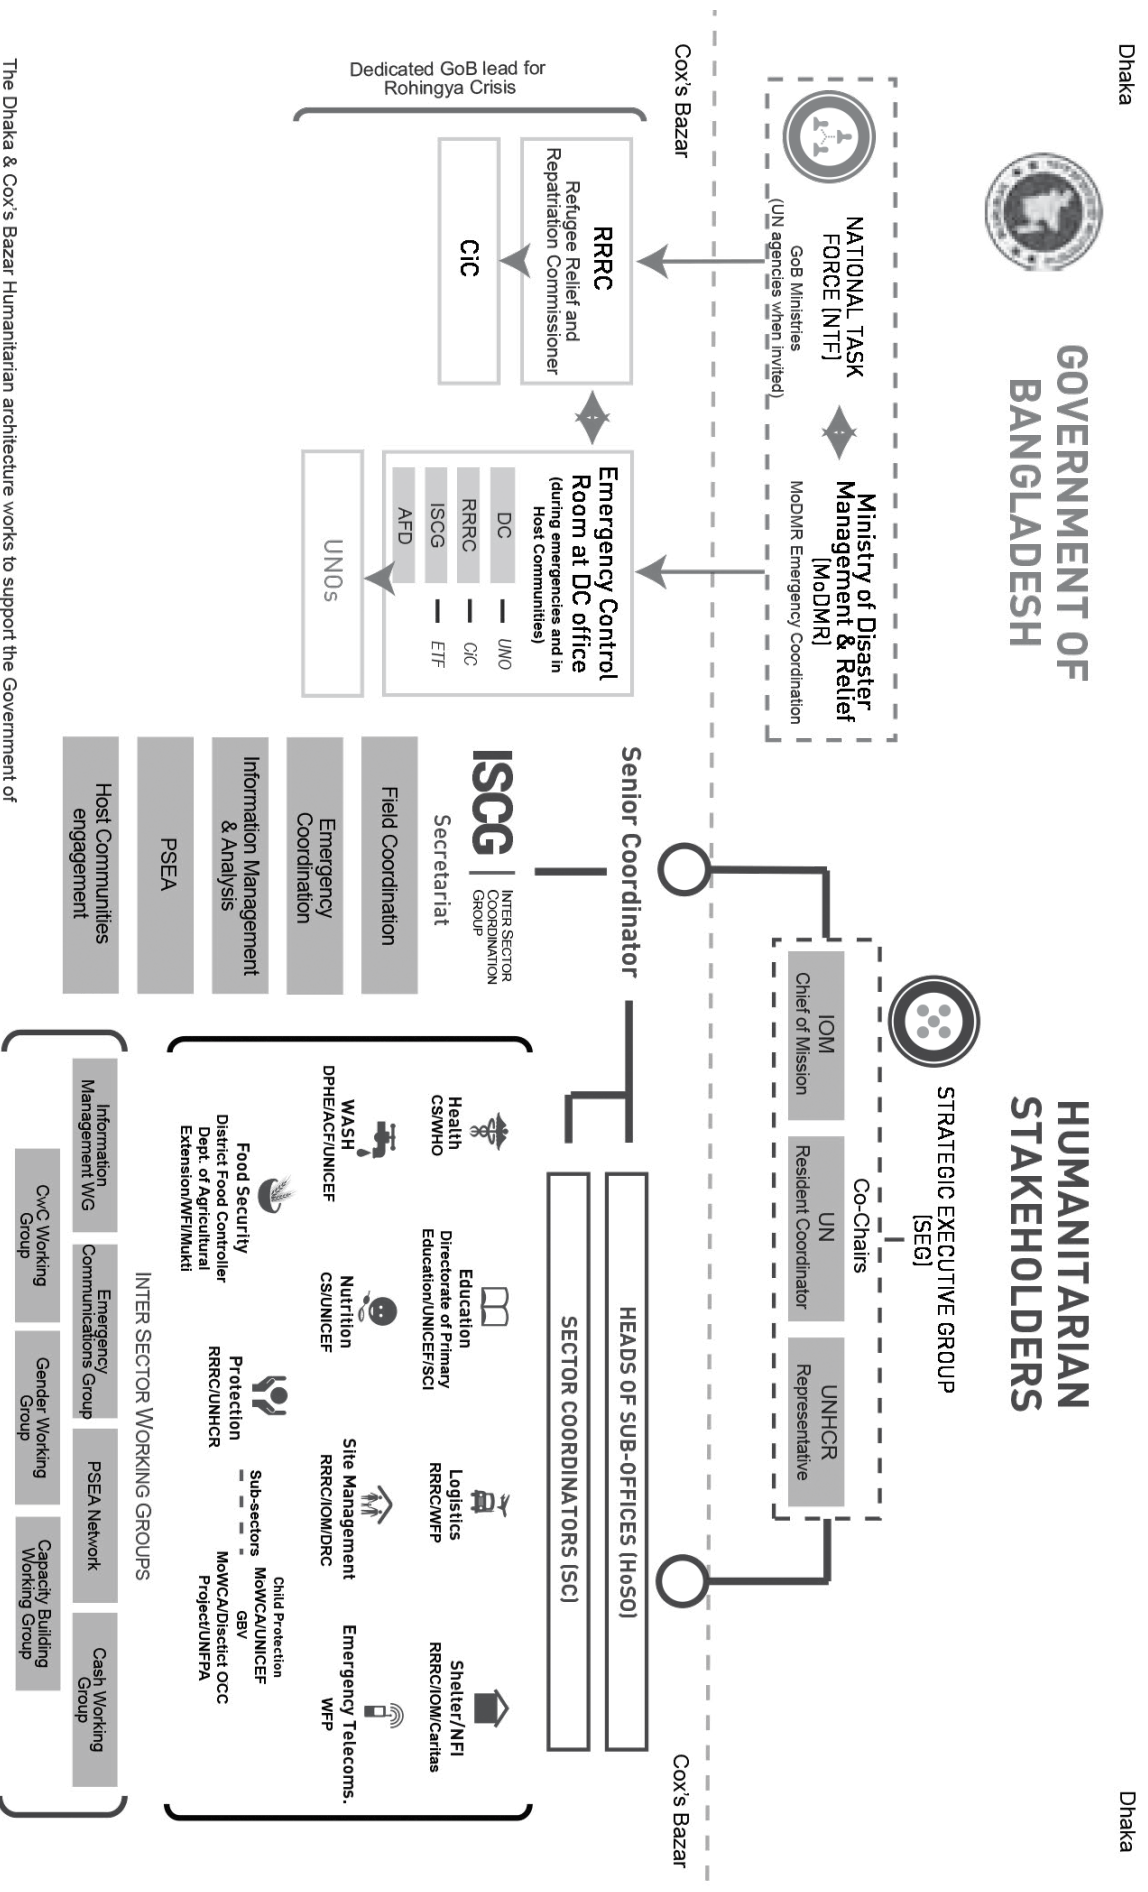 Dhaka
Dhaka
GOVERNMENT OF
BANGLADESH
HUMANITARIAN
STAKEHOLDERS
NATIONAL TASK
FORCE (NTF)
GoB Ministries
(UN agencies when invited)
Ministry of Disaster
Management & Relief
(MoDMR)
MoDMR Emergency Coordination
STRATEGIC EXECUTIVE GROUP
(SEG)
Co-Chairs
IOM
Chief of Mission
UN
Resident Coordinator
UNHCR
Representative
Cox's Bazar
Cox's Bazar
Dedicated GoB lead for
Rohingya Crisis
RRRC
Refugee Relief and
Repatriation Commissioner
CiC
Emergency Control
Room at DC office
(during emergencies and in
Host Communities)
DC
UNO
RRRC
CiC
ISCG
ETF
AFD
UNOs
Senior Coordinator
ISCG
INTER SECTOR
COORDINATION
GROUP
Secretariat
Field Coordination
Emergency
Coordination
Information Management
& Analysis
PSEA
Host Communities
engagement
HEADS OF SUB-OFFICES (HoSO)
SECTOR COORDINATORS (SC)
Health
CS/WHO
Education
Directorate of Primary
Education/UNICEF/SCI
Logistics
RRRC/WFP
Shelter/NFI
RRRC/IOM/Caritas
WASH
DPHE/ACF/UNICEF
Nutrition
CS/UNICEF
Site Management
RRRC/IOM/DRC
Emergency Telecoms.
WFP
Food Security
District Food Controller
Dept. of Agricultural
Extension/WFI/Mukti
Protection
RRRC/UNHCR
Sub-sectors
Child Protection
MoWCA/UNICEF
GBV
MoWCA/Disctict OCC
Project/UNFPA
INTER SECTOR WORKING GROUPS
Information
Management WG
Emergency
Communications Group
PSEA Network
Cash Working
Group
CwC Working
Group
Gender Working
Group
Capacity Building
Working Group
The Dhaka & Cox's Bazar Humanitarian architecture works to support the Government of